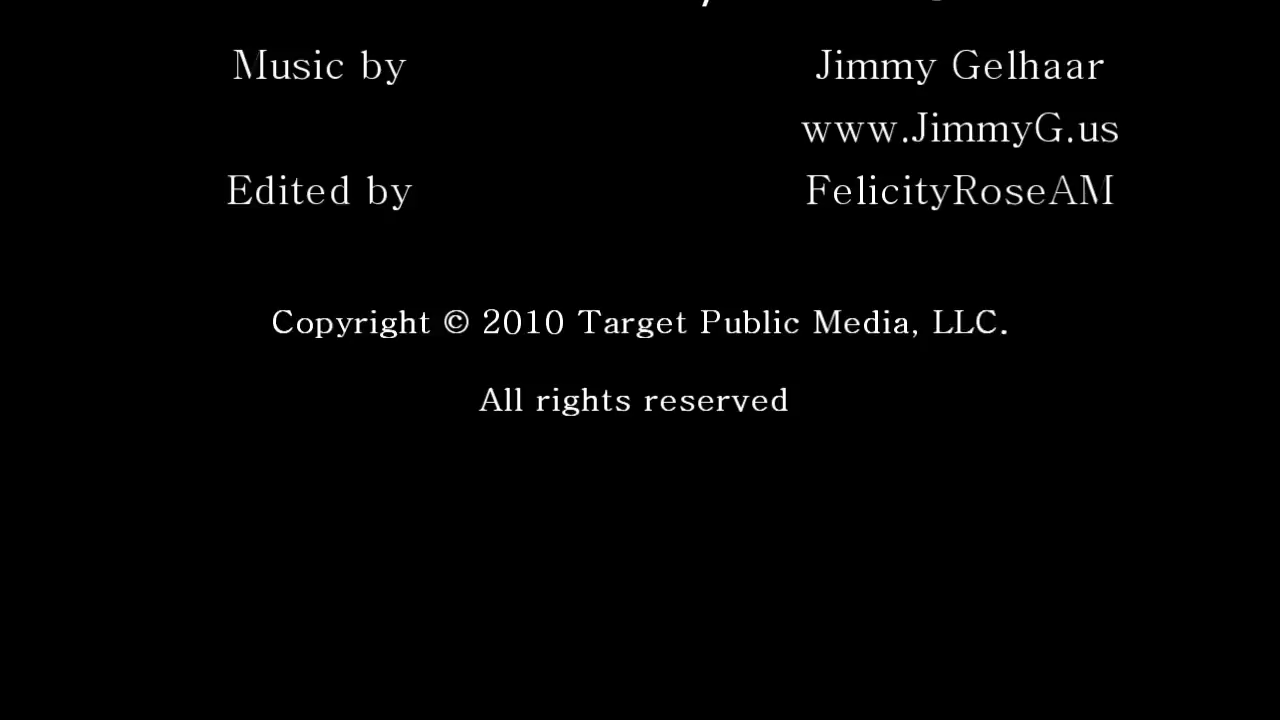 Music by Jimmy Gelhaar
www.JimmyG.us
Edited by FelicityRoseAM
Copyright © 2010 Target Public Media, LLC.
All rights reserved